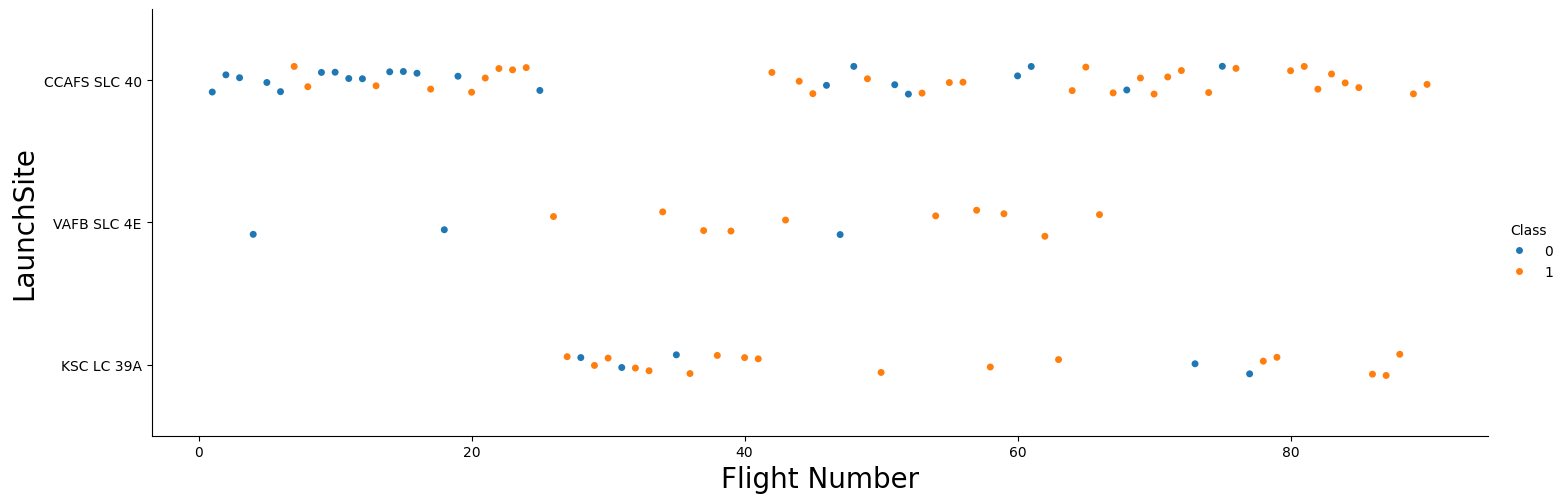 LaunchSite
CCAFS SLC 40
VAFB SLC 4E
KSC LC 39A
0
20
40
60
80
Flight Number
Class
0
1